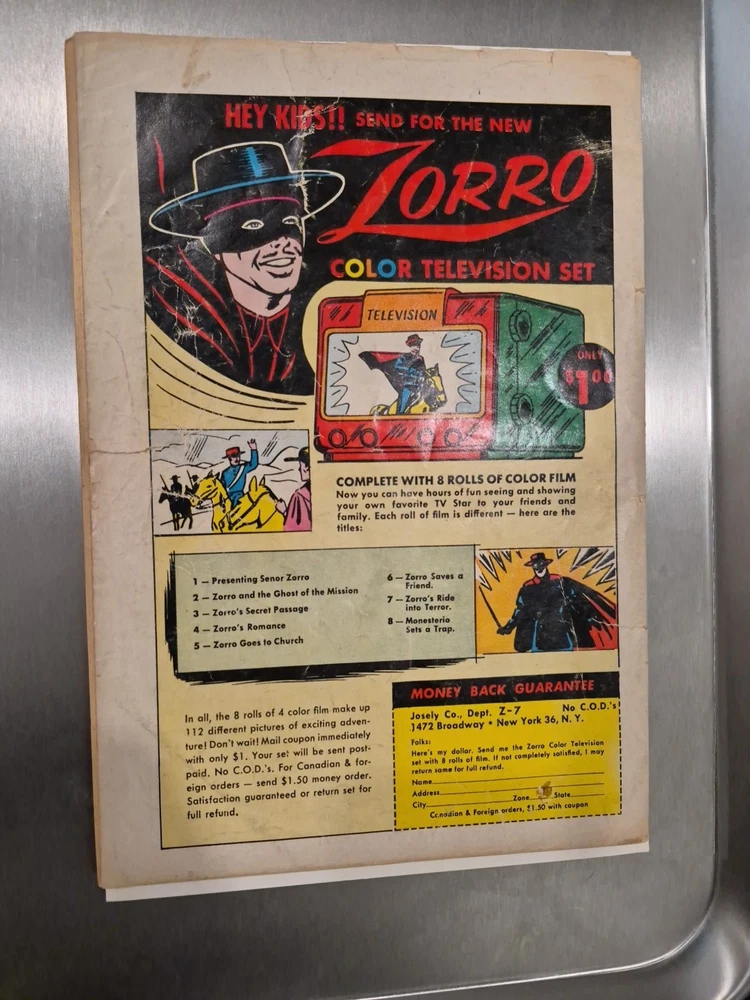 HEY KIDS!! SEND FOR THE NEW
ZORRO
COLOR TELEVISION SET
TELEVISION
ONLY
$1.00
COMPLETE WITH 8 ROLLS OF COLOR FILM
Now you can have hours of fun seeing and showing
your own favorite TV Star to your friends and
family. Each roll of film is different — here are the
titles:
1 — Presenting Senor Zorro
2 — Zorro and the Ghost of the Mission
3 — Zorro's Secret Passage
4 — Zorro's Romance
5 — Zorro Goes to Church
6 — Zorro Saves a
Friend.
7 — Zorro's Ride
into Terror.
8 — Monesterio
Sets a Trap.
In all, the 8 rolls of 4 color film make up
112 different pictures of exciting adven-
ture! Don't wait! Mail coupon immediately
with only $1. Your set will be sent post-
paid. No C.O.D.'s. For Canadian & for-
eign orders — send $1.50 money order.
Satisfaction guaranteed or return set for
full refund.
MONEY BACK GUARANTEE
Josely Co., Dept. Z-7 No C.O.D.'s
1472 Broadway • New York 36, N. Y.
Folks:
Here's my dollar. Send me the Zorro Color Television
set with 8 rolls of film. If not completely satisfied, I may
return same for full refund.
Name
Address
City Zone State
Canadian & Foreign orders, $1.50 with coupon